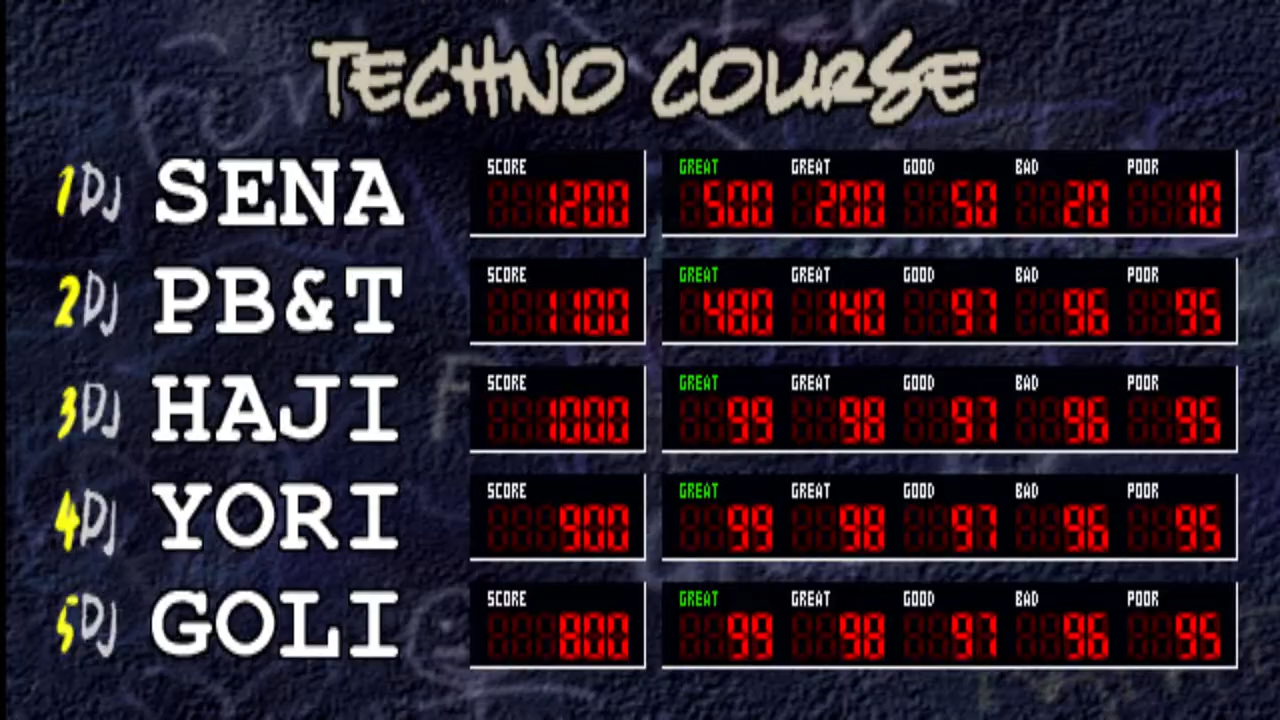 TECHNO COURSE
1DJ SENA SCORE 1200 GREAT 500 GREAT 200 GOOD 50 BAD 20 POOR 10
2DJ PB&T SCORE 1100 GREAT 480 GREAT 140 GOOD 97 BAD 96 POOR 95
3DJ HAJI SCORE 1000 GREAT 99 GREAT 98 GOOD 97 BAD 96 POOR 95
4DJ YORI SCORE 900 GREAT 99 GREAT 98 GOOD 97 BAD 96 POOR 95
5DJ GOLI SCORE 800 GREAT 99 GREAT 98 GOOD 97 BAD 96 POOR 95